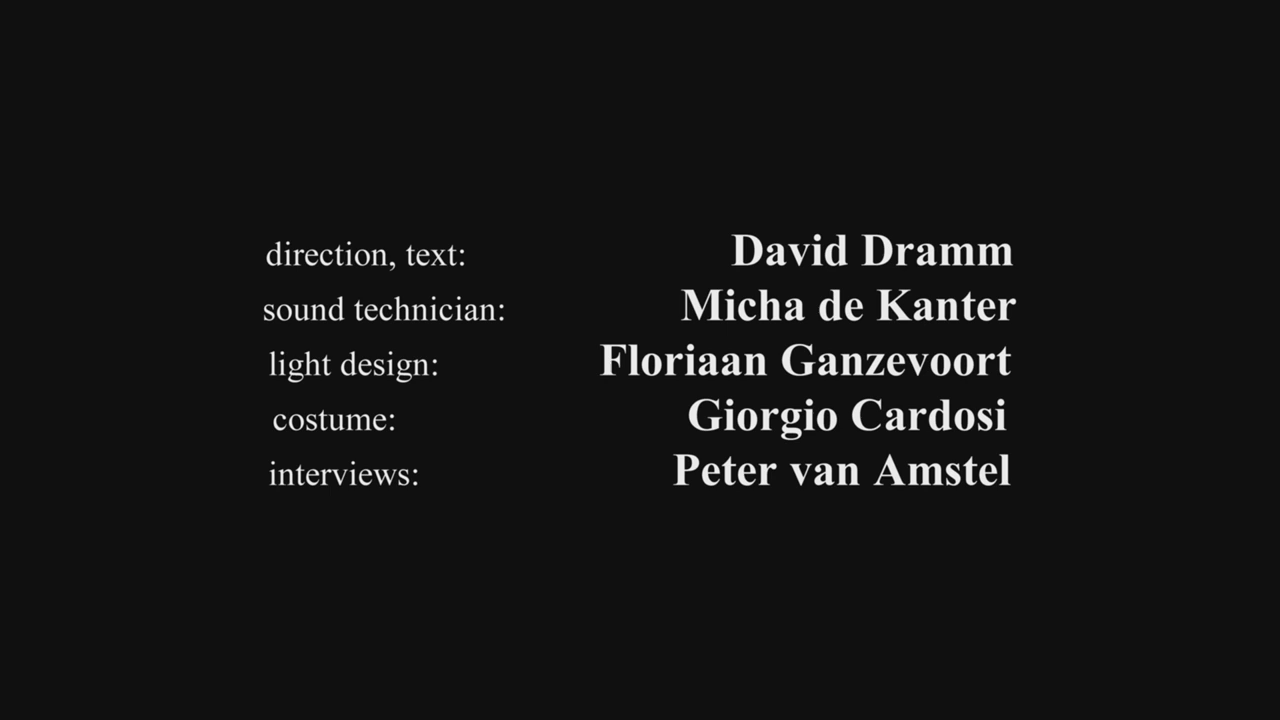 direction, text: David Dramm
sound technician: Micha de Kanter
light design: Floriaan Ganzevoort
costume: Giorgio Cardosi
interviews: Peter van Amstel